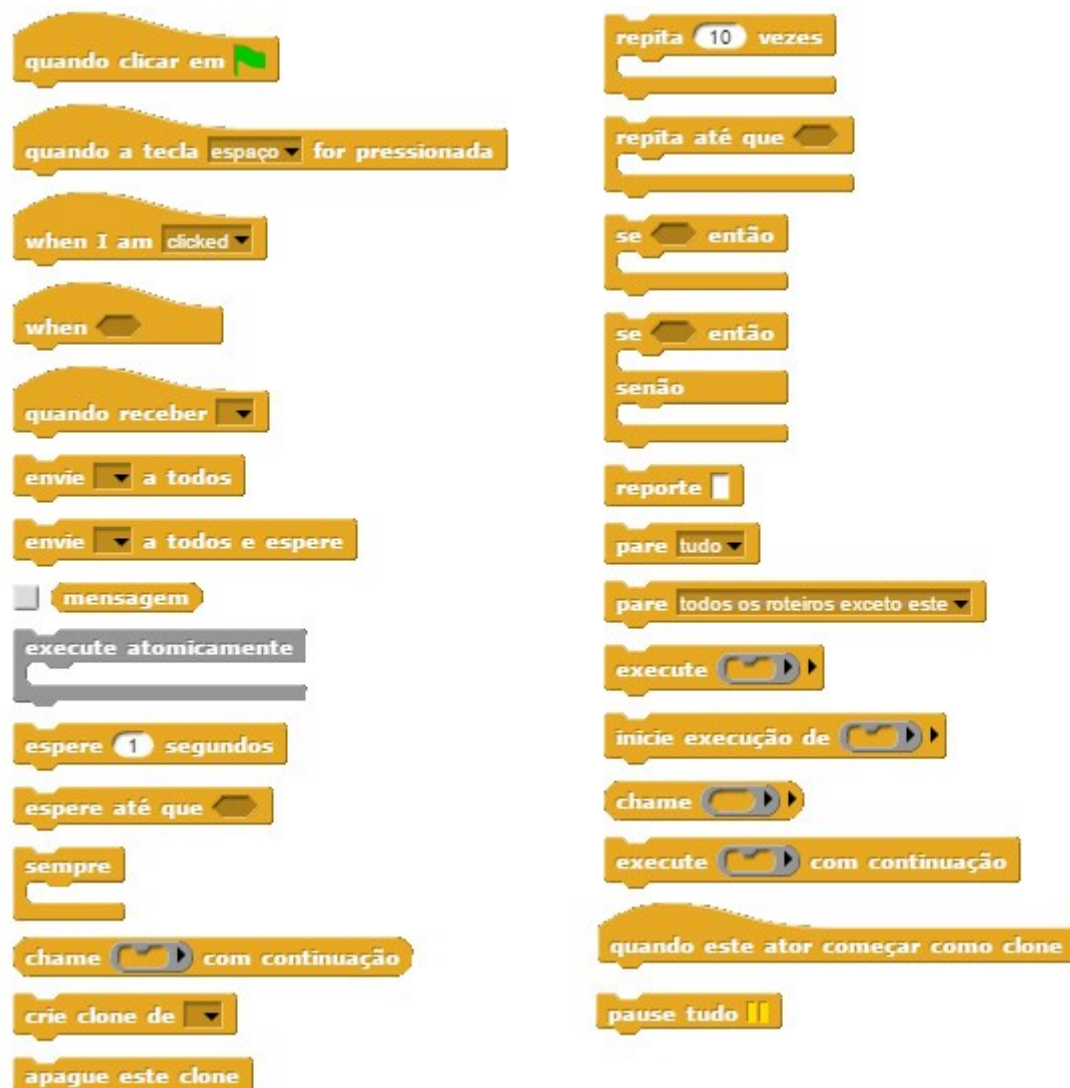 quando clicar em
quando a tecla espaço for pressionada
when I am clicked
when
quando receber
envie a todos
envie a todos e espere
mensagem
execute atomicamente
espere 1 segundos
espere até que
sempre
chame com continuação
crie clone de
apague este clone
repita 10 vezes
repita até que
se então
se então
senão
reporte
pare tudo
pare todos os roteiros exceto este
execute
inicie execução de
chame
execute com continuação
quando este ator começar como clone
pause tudo